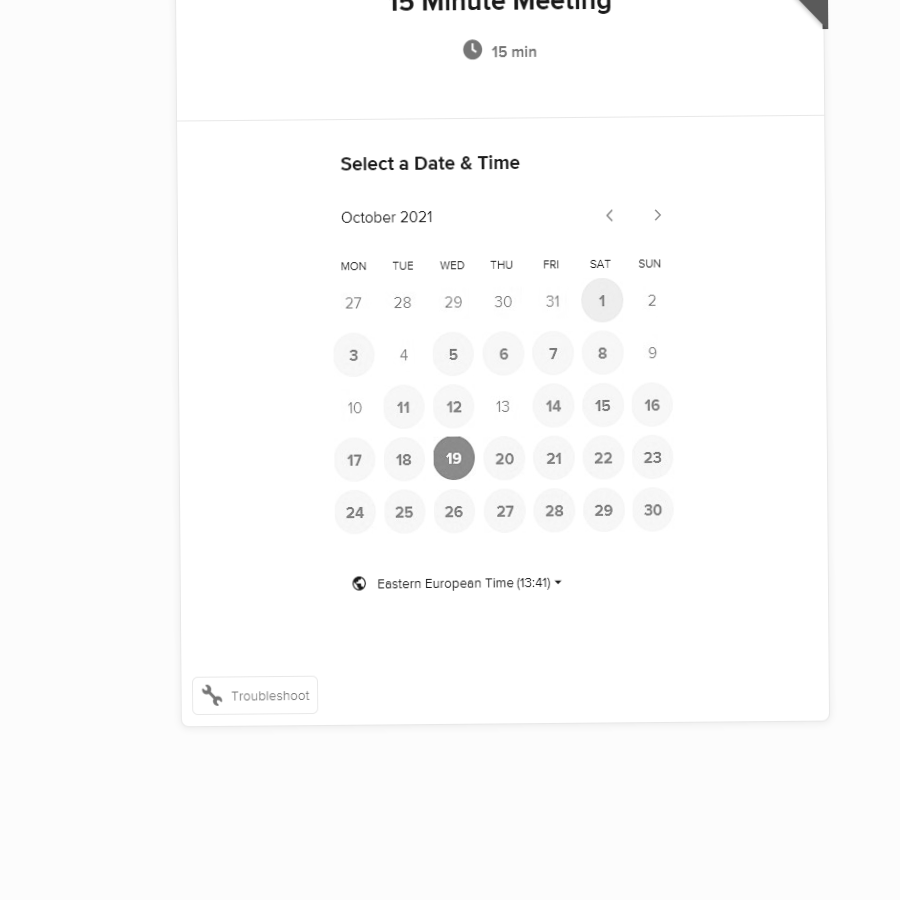 15 Minute Meeting
15 min
Select a Date & Time
October 2021
MON TUE WED THU FRI SAT SUN
27 28 29 30 31 1 2
3 4 5 6 7 8 9
10 11 12 13 14 15 16
17 18 19 20 21 22 23
24 25 26 27 28 29 30
Eastern European Time (13:41)
Troubleshoot